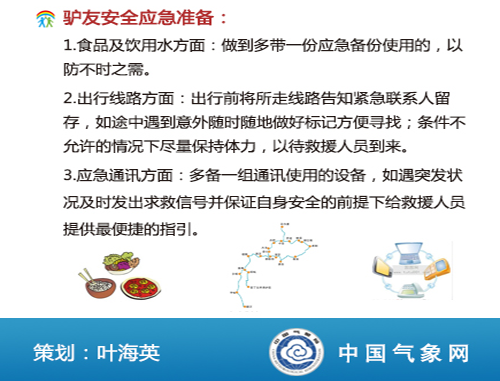 驴友安全应急准备：
1.食品及饮用水方面：做到多带一份应急备份使用的，以
防不时之需。
2.出行线路方面：出行前将所走线路告知紧急联系人留
存，如途中遇到意外随时随地做好标记方便寻找；条件不
允许的情况下尽量保持体力，以待救援人员到来。
3.应急通讯方面：多备一组通讯使用的设备，如遇突发状
况及时发出求救信号并保证自身安全的前提下给救援人员
提供最便捷的指引。
策划：叶海英
中国气象局
中国气象网